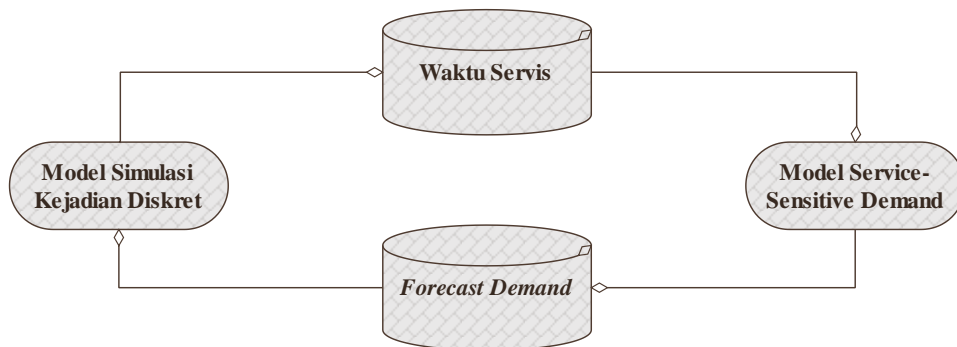 Waktu Servis
Model Simulasi
Kejadian Diskret
Model Service-
Sensitive Demand
Forecast Demand